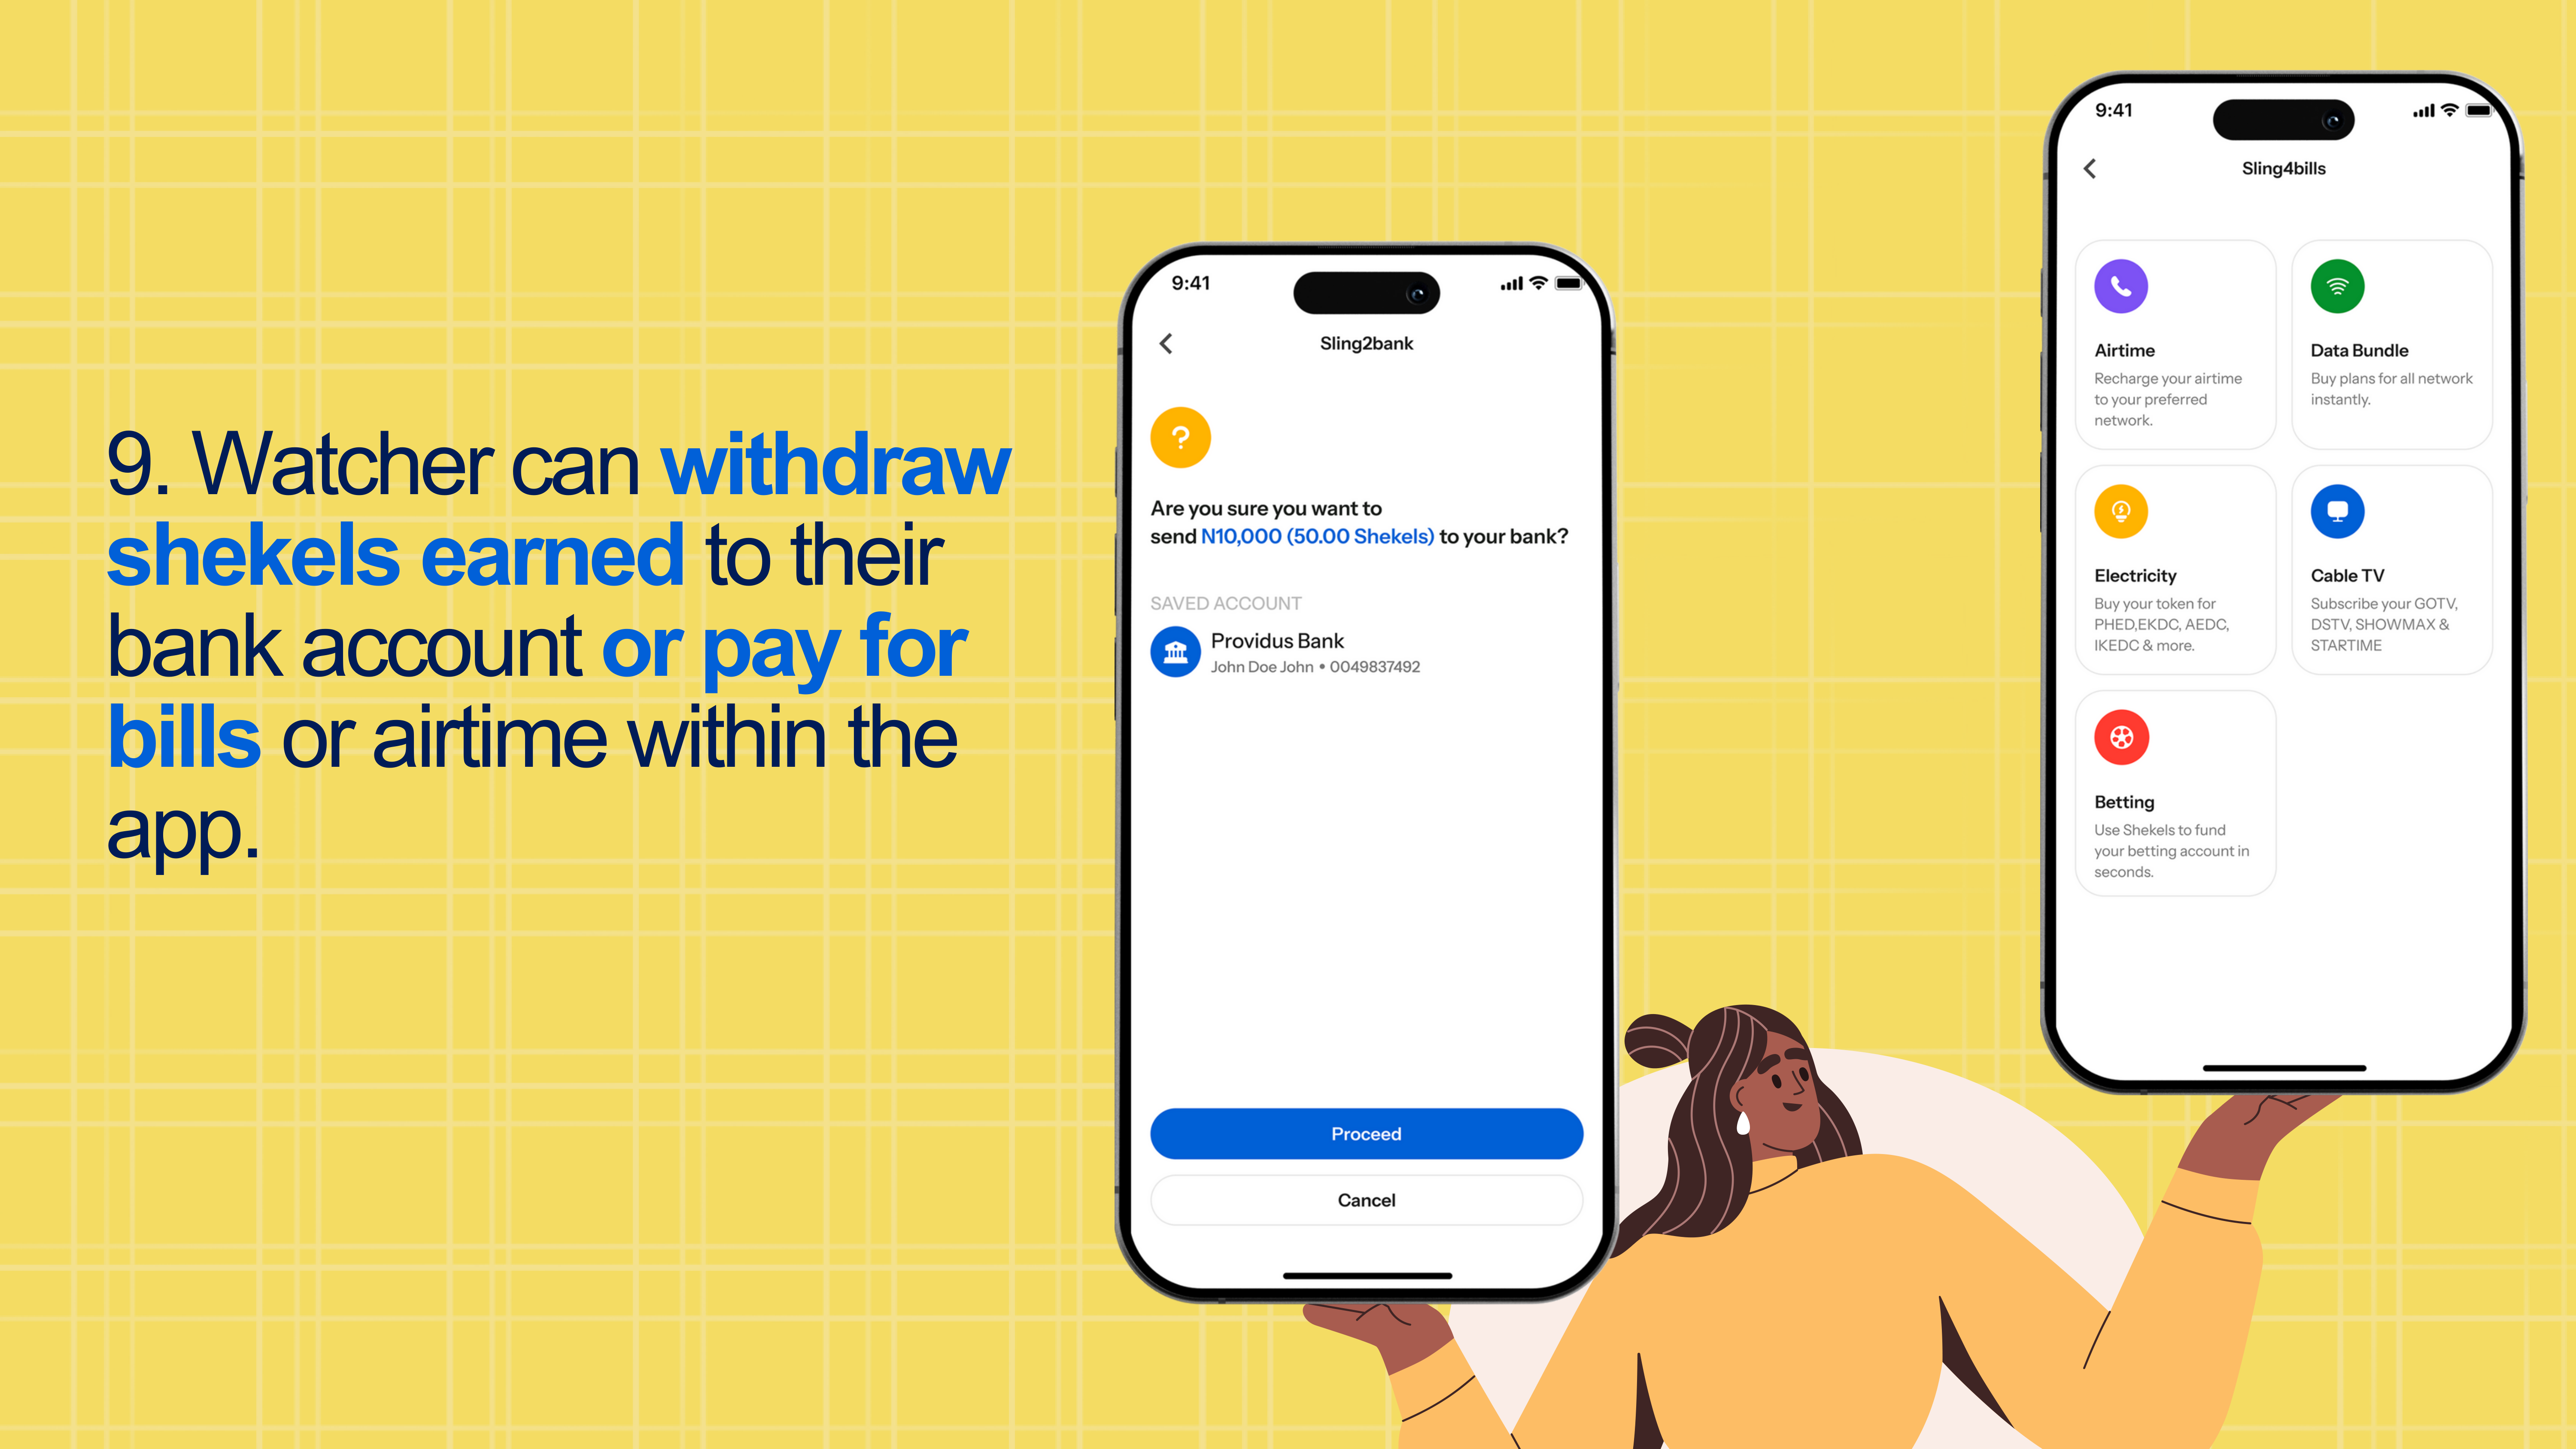 9. Watcher can withdraw
shekels earned to their
bank account or pay for
bills or airtime within the
app.
9:41
Sling2bank
?
Are you sure you want to
send N10,000 (50.00 Shekels) to your bank?
SAVED ACCOUNT
Providus Bank
John Doe John • 0049837492
Proceed
Cancel
9:41
Sling4bills
Airtime
Recharge your airtime
to your preferred
network.
Data Bundle
Buy plans for all network
instantly.
Electricity
Buy your token for
PHED,EKDC, AEDC,
IKEDC & more.
Cable TV
Subscribe your GOTV,
DSTV, SHOWMAX &
STARTIME
Betting
Use Shekels to fund
your betting account in
seconds.